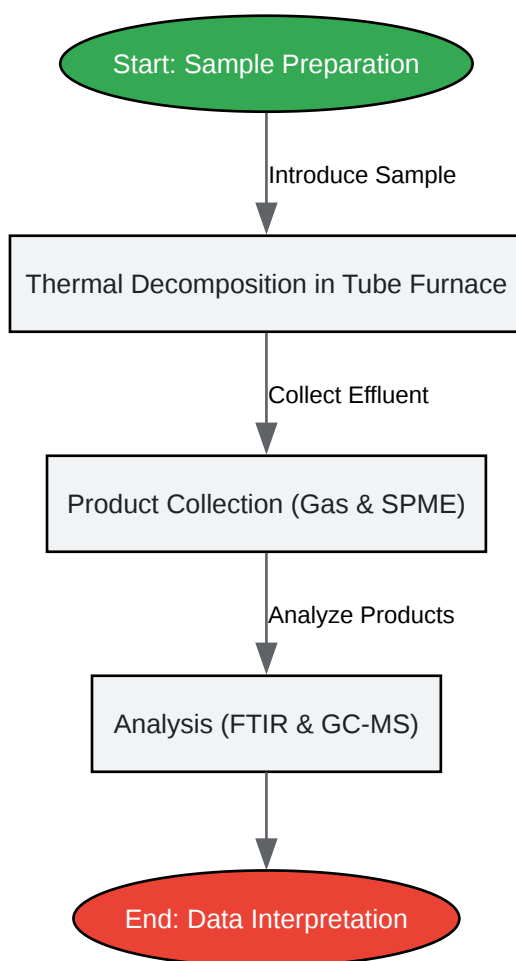 Start: Sample Preparation
Introduce Sample
Thermal Decomposition in Tube Furnace
Collect Effluent
Product Collection (Gas & SPME)
Analyze Products
Analysis (FTIR & GC-MS)
End: Data Interpretation